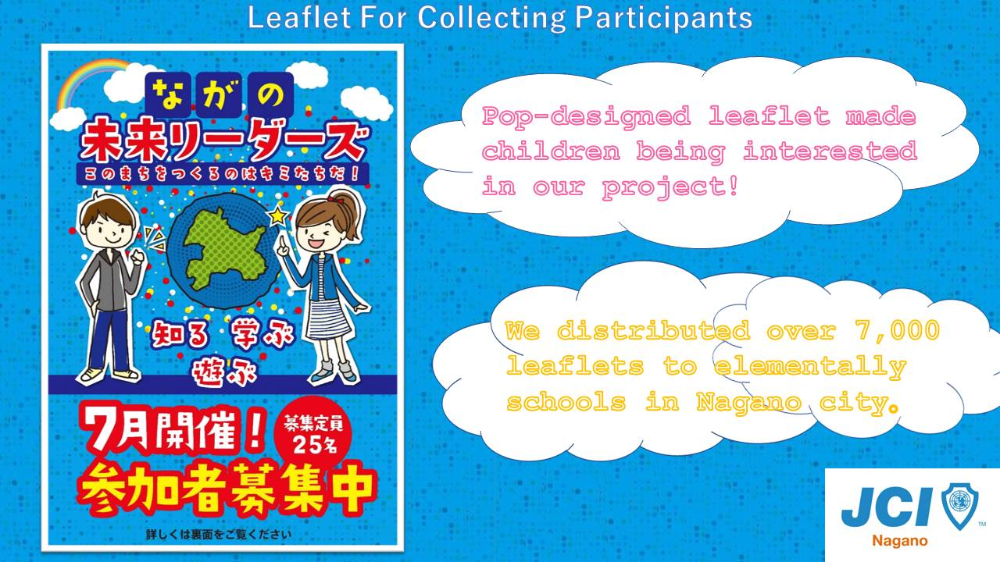 Leaflet For Collecting Participants
ながの
未来リーダーズ
このまちをつくるのはキミたちだ！
知る 学ぶ
遊ぶ
7月開催！
募集定員
25名
参加者募集中
詳しくは裏面をご覧ください
Pop-designed leaflet made
children being interested
in our project!
We distributed over 7,000
leaflets to elementally
schools in Nagano city.
JCI
TM
Nagano